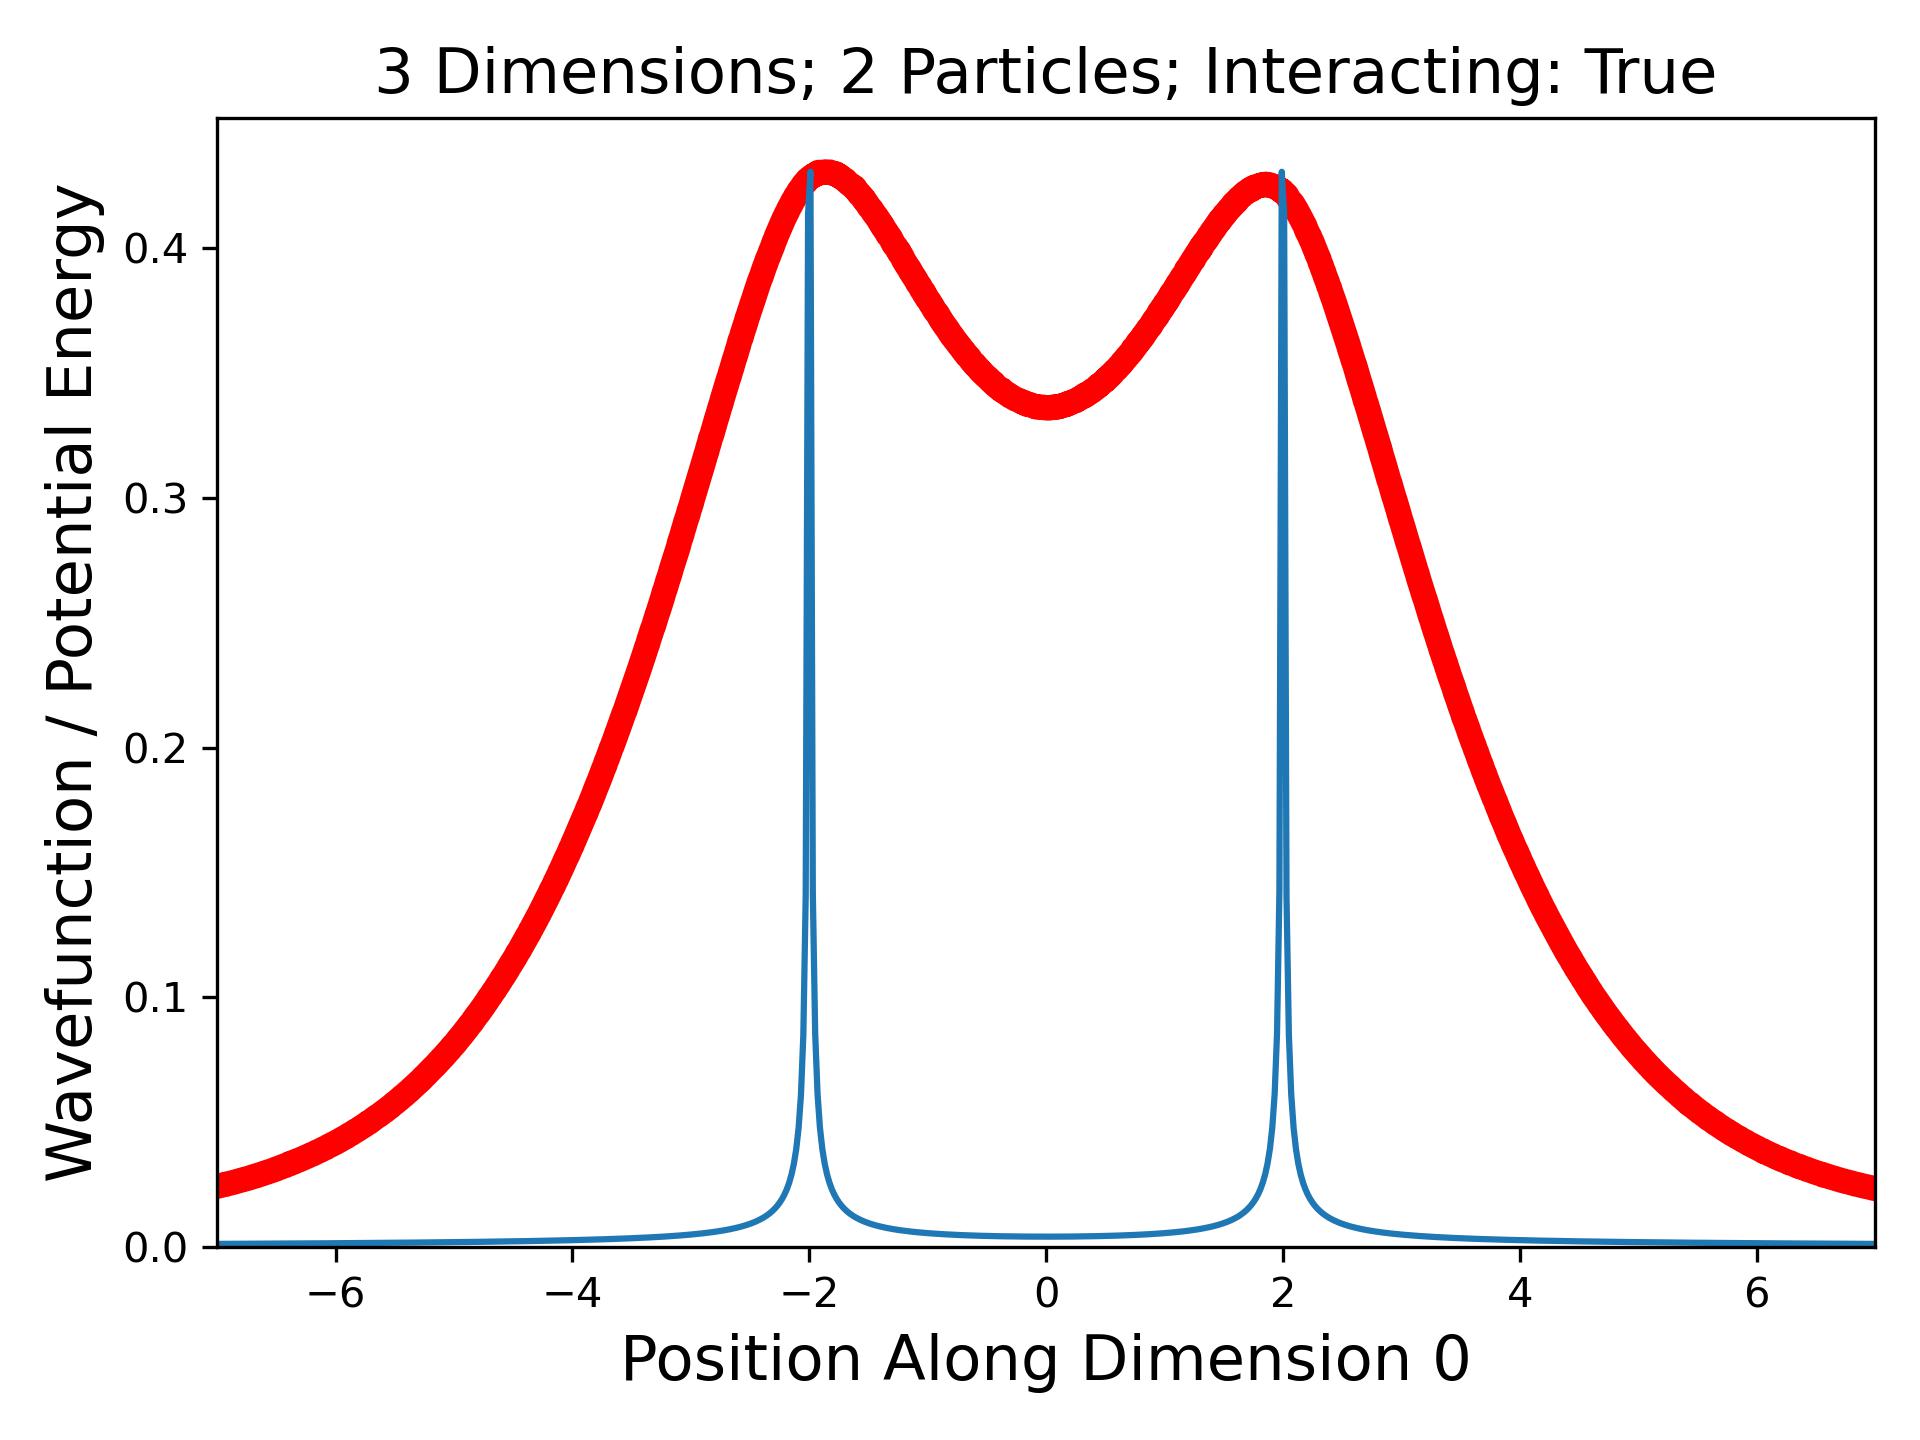 3 Dimensions; 2 Particles; Interacting: True
Wavefunction / Potential Energy
0.4
0.3
0.2
0.1
0.0
−6 −4 −2 0 2 4 6
Position Along Dimension 0